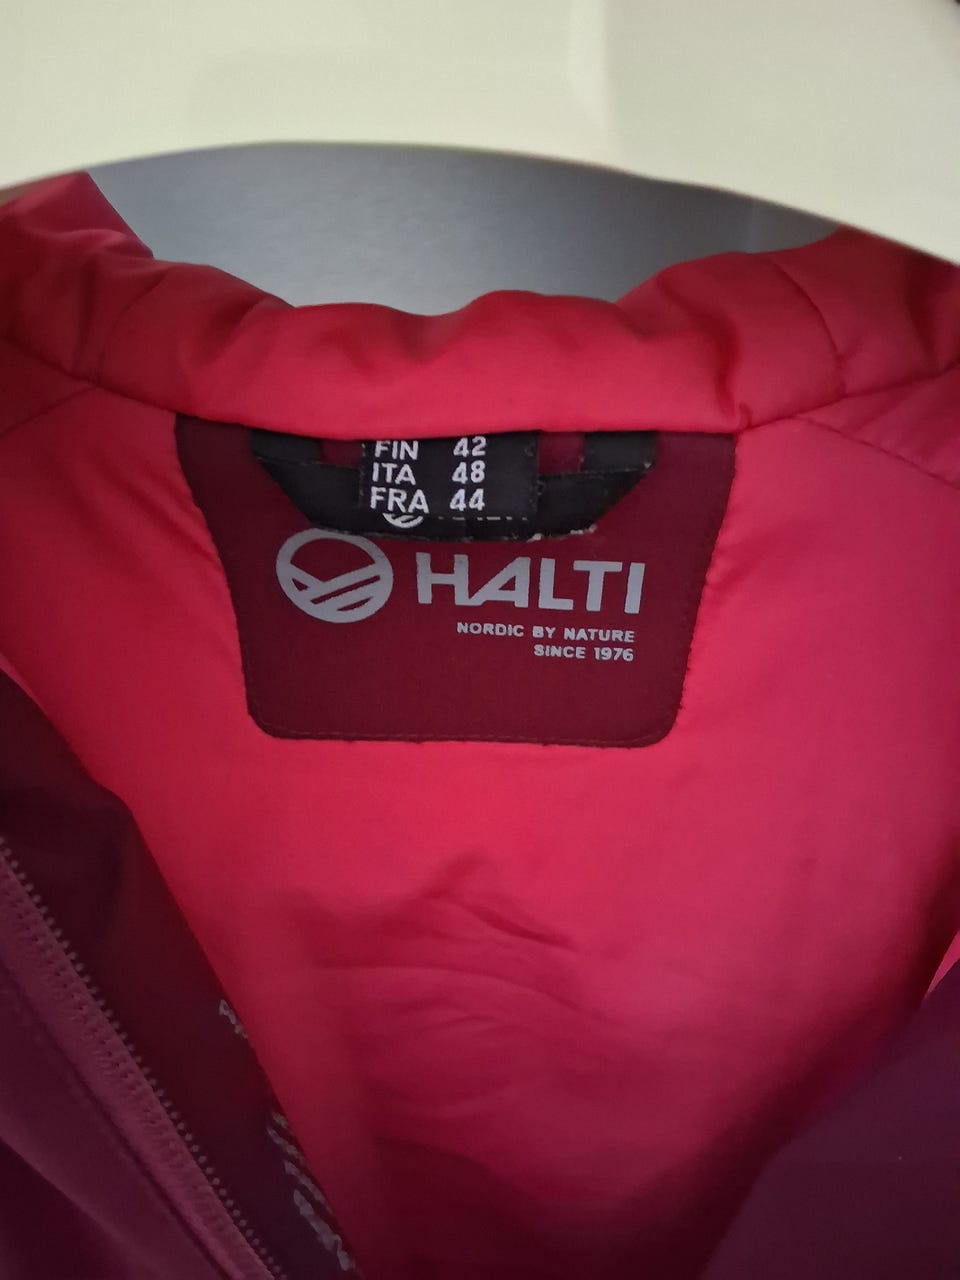 FIN 42
ITA 48
FRA 44
HALTI
NORDIC BY NATURE
SINCE 1976